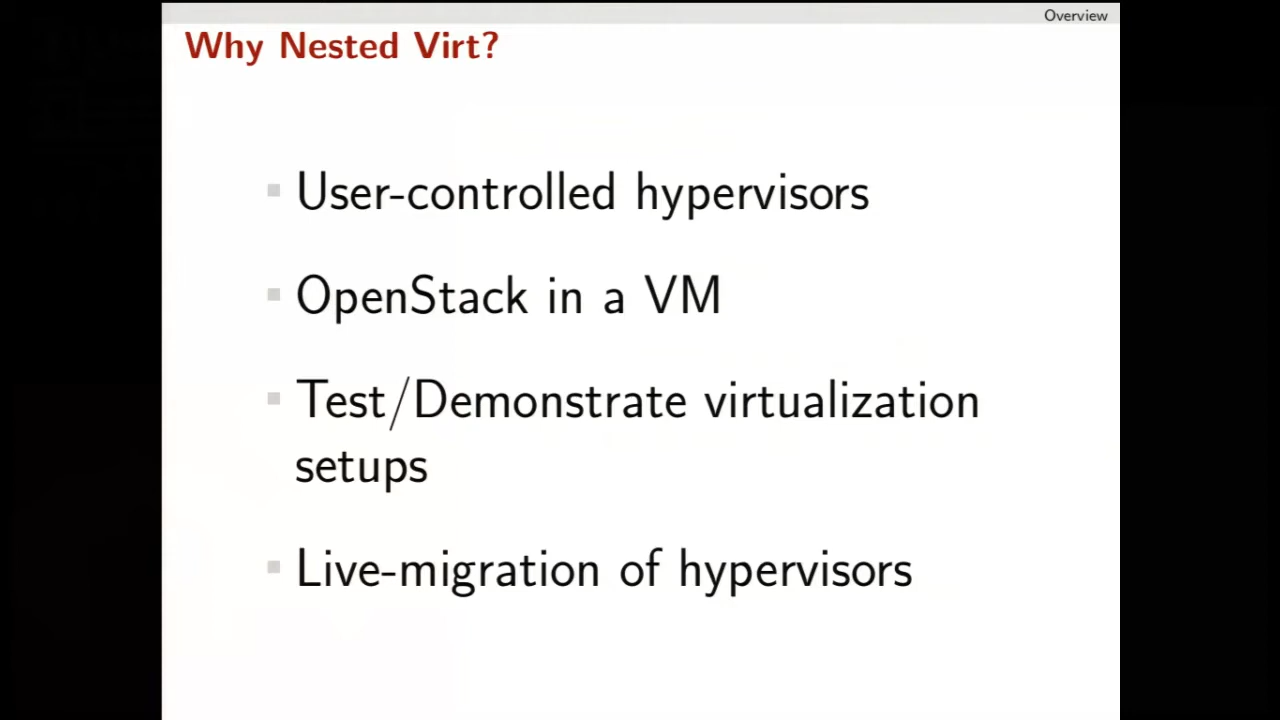 Overview
Why Nested Virt?
User-controlled hypervisors
OpenStack in a VM
Test/Demonstrate virtualization
setups
Live-migration of hypervisors